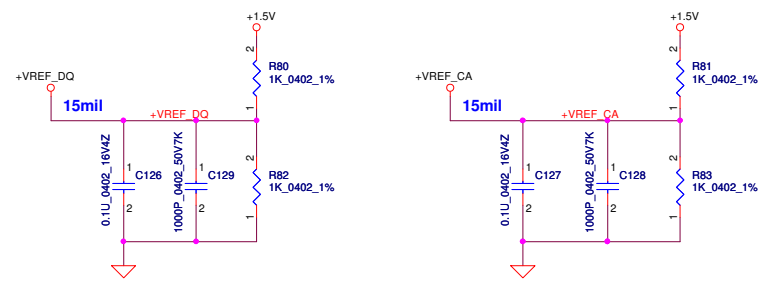 +1.5V
2
R80
1K_0402_1%
1
+VREF_DQ
15mil
+VREF_DQ
0.1U_0402_16V4Z
1
C126
2
1000P_0402_50V7K
1
C129
2
2
R82
1K_0402_1%
1
+1.5V
2
R81
1K_0402_1%
1
+VREF_CA
15mil
+VREF_CA
0.1U_0402_16V4Z
1
C127
2
1000P_0402_50V7K
1
C128
2
2
R83
1K_0402_1%
1